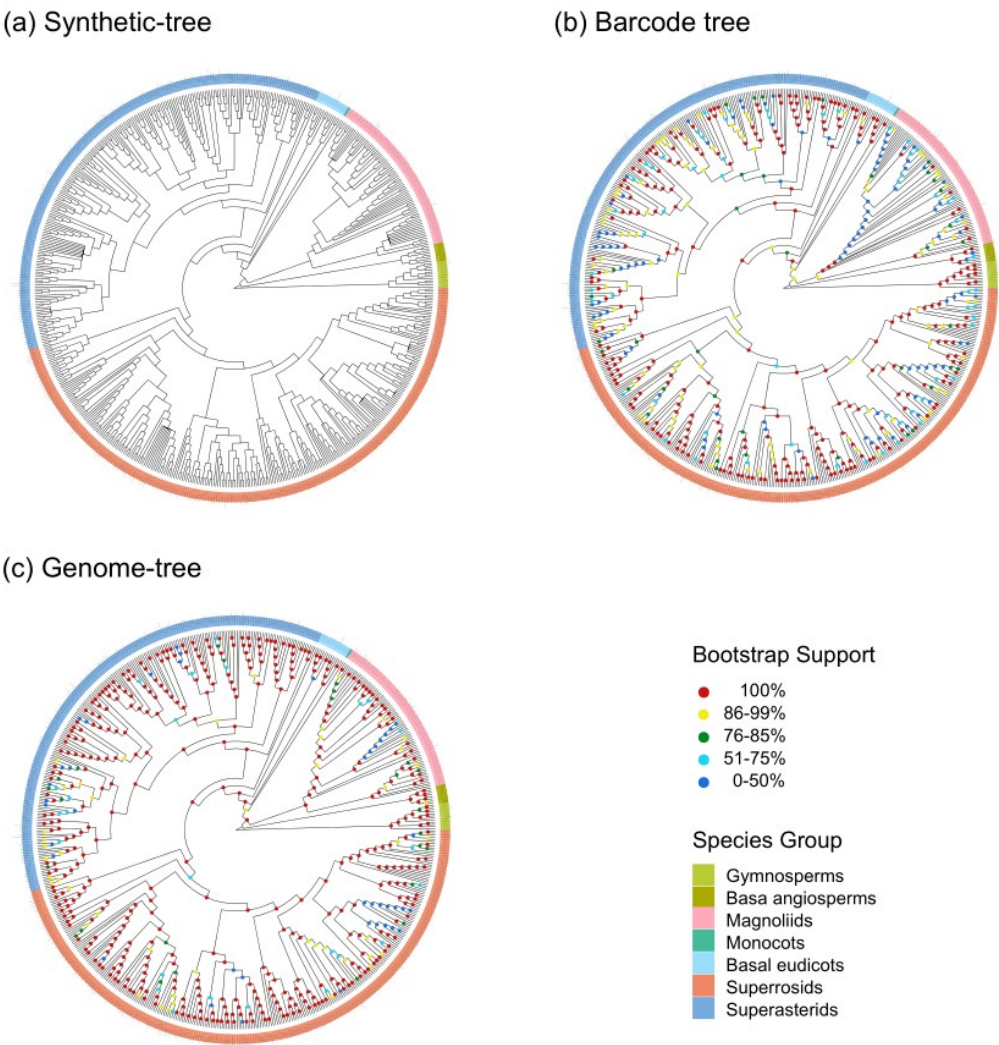 (a) Synthetic-tree
(b) Barcode tree
(c) Genome-tree
Bootstrap Support
100%
86-99%
76-85%
51-75%
0-50%
Species Group
Gymnosperms
Basa angiosperms
Magnoliids
Monocots
Basal eudicots
Superrosids
Superasterids